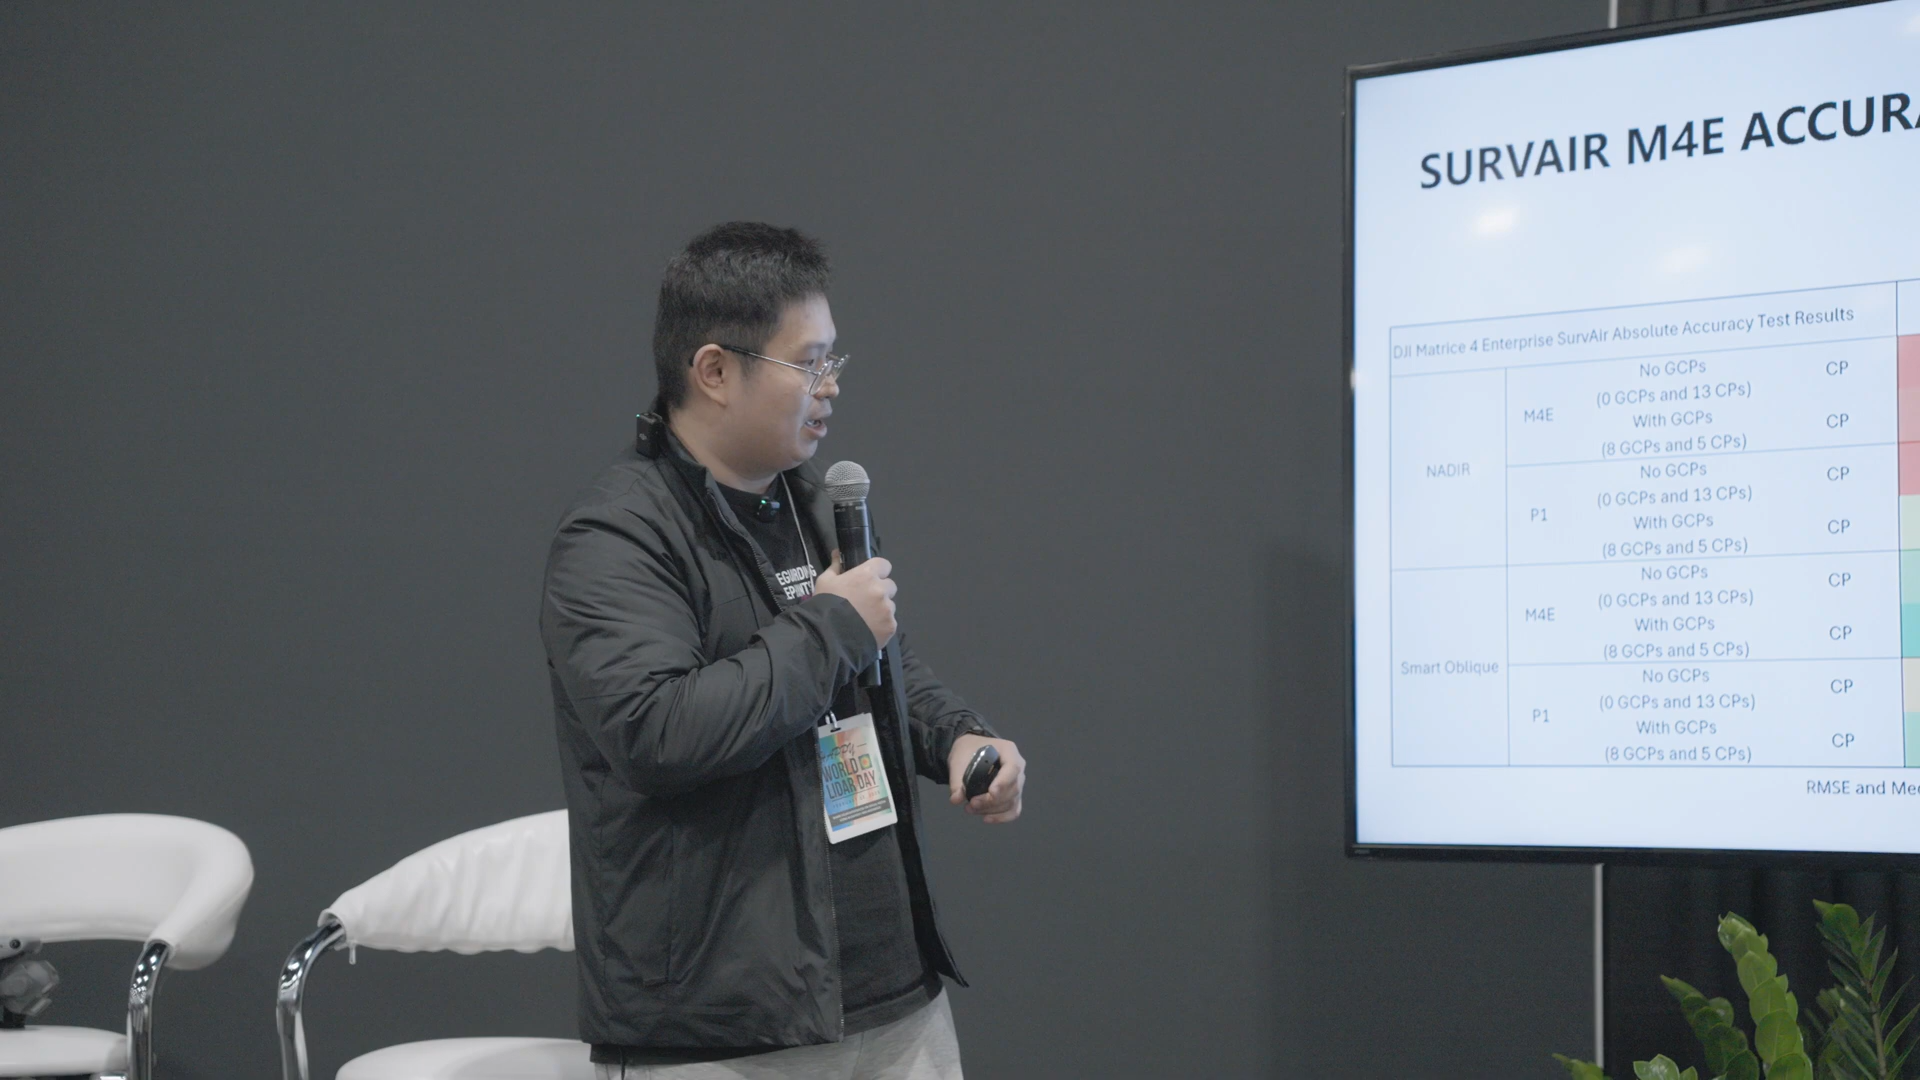 SURVAIR M4E ACCUR
DJI Matrice 4 Enterprise SurvAir Absolute Accuracy Test Results
NADIR
M4E
No GCPs
(0 GCPs and 13 CPs)
CP
With GCPs
(8 GCPs and 5 CPs)
CP
P1
No GCPs
(0 GCPs and 13 CPs)
CP
With GCPs
(8 GCPs and 5 CPs)
CP
Smart Oblique
M4E
No GCPs
(0 GCPs and 13 CPs)
CP
With GCPs
(8 GCPs and 5 CPs)
CP
P1
No GCPs
(0 GCPs and 13 CPs)
CP
With GCPs
(8 GCPs and 5 CPs)
CP
RMSE and Me
HAPPY
WORLD
LIDAR DAY